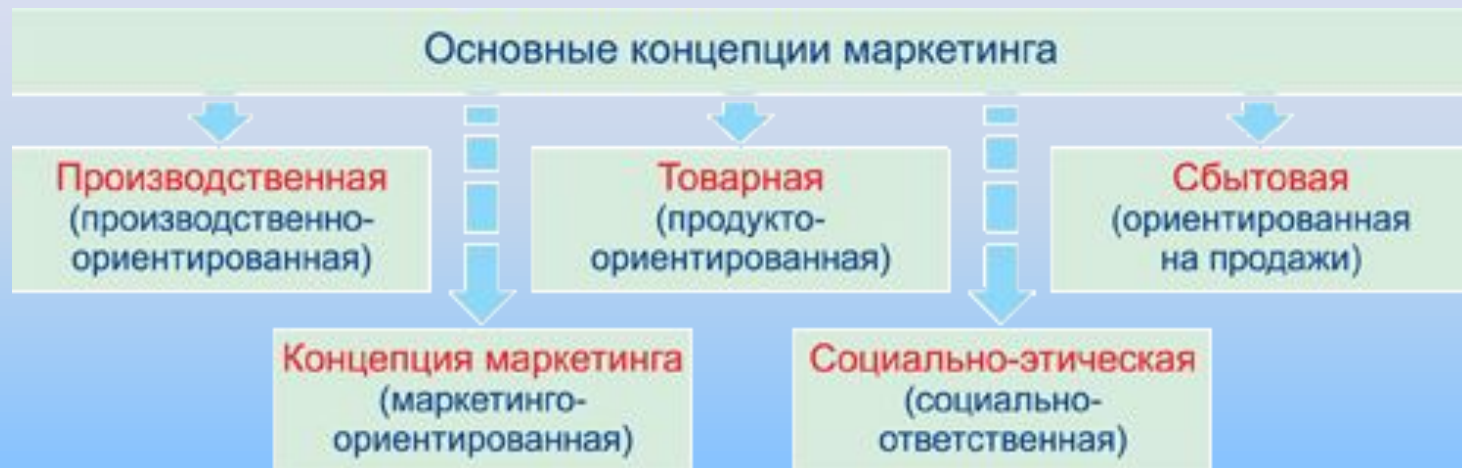 Основные концепции маркетинга
Производственная
(производственно-
ориентированная)
Товарная
(продукто-
ориентированная)
Сбытовая
(ориентированная
на продажи)
Концепция маркетинга
(маркетинго-
ориентированная)
Социально-этическая
(социально-
ответственная)